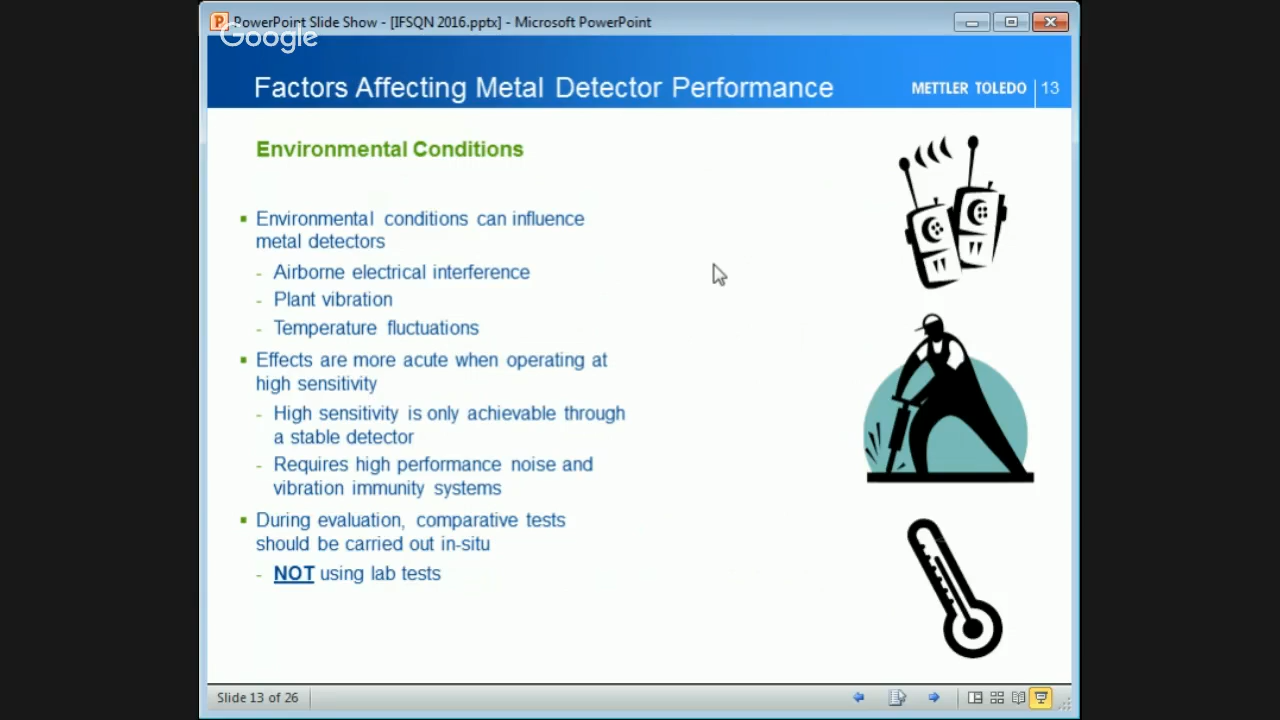 PowerPoint Slide Show - [IFSQN 2016.pptx] - Microsoft PowerPoint
Google
Factors Affecting Metal Detector Performance
METTLER TOLEDO
13
Environmental Conditions
Environmental conditions can influence
metal detectors
- Airborne electrical interference
- Plant vibration
- Temperature fluctuations
Effects are more acute when operating at
high sensitivity
- High sensitivity is only achievable through
a stable detector
- Requires high performance noise and
vibration immunity systems
During evaluation, comparative tests
should be carried out in-situ
- NOT using lab tests
Slide 13 of 26